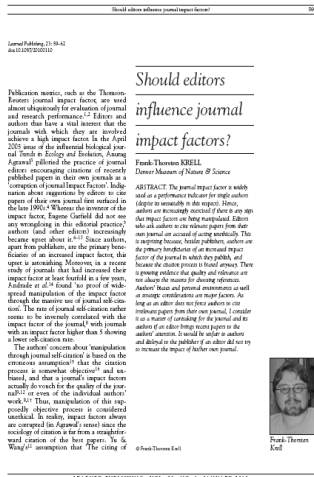 Should editors influence journal impact factors?
59
Learned Publishing, 23: 59–62
doi:10.1087/20100110
Should editors
influence journal
impact factors?
Frank-Thorsten KRELL
Denver Museum of Nature & Science
ABSTRACT. The journal impact factor is widely
used as a performance indicator for single authors
(despite its unsuitability in this respect). Hence,
authors are increasingly exercised if there is any sign
that impact factors are being manipulated. Editors
who ask authors to cite relevant papers from their
own journal are accused of acting unethically. This
is surprising because, besides publishers, authors are
the primary beneficiaries of an increased impact
factor of the journal in which they publish, and
because the citation process is biased anyway. There
is growing evidence that quality and relevance are
not always the reasons for choosing references.
Authors' biases and personal environments as well
as strategic considerations are major factors. As
long as an editor does not force authors to cite
irrelevant papers from their own journal, I consider
it as a matter of caretaking for the journal and its
authors if an editor brings recent papers to the
authors' attention. It would be unfair to authors
and disloyal to the publisher if an editor did not try
to increase the impact of his/her own journal.
Publication metrics, such as the Thomson-
Reuters journal impact factor, are used
almost ubiquitously for evaluation of journal
and research performance.1,2 Editors and
authors thus have a vital interest that the
journals with which they are involved
achieve a high impact factor. In the April
2005 issue of the influential biological jour-
nal Trends in Ecology and Evolution, Anurag
Agrawal3 pilloried the practice of journal
editors encouraging citations of recently
published papers in their own journals as a
'corruption of journal Impact Factors'. Indig-
nation about suggestions by editors to cite
papers of their own journal first surfaced in
the late 1990s.4 Whereas the inventor of the
impact factor, Eugene Garfield did not see
any wrongdoing in this editorial practice,5
authors (and other editors) increasingly
became upset about it.6–13 Since authors,
apart from publishers, are the primary bene-
ficiaries of an increased impact factor, this
upset is astonishing. Moreover, in a recent
study of journals that had increased their
impact factor at least fourfold in a few years,
Andrade et al.14 found 'no proof of wide-
spread manipulation of the impact factor
through the massive use of journal self-cita-
tion'. The rate of journal self-citation rather
seems to be inversely correlated with the
impact factor of the journal,4 with journals
with an impact factor higher than 5 showing
a lower self-citation rate.
The authors' concern about 'manipulation
through journal self-citation' is based on the
erroneous assumption that the citation
process is somewhat objective and un-
biased, and that a journal's impact factors
actually do vouch for the quality of the jour-
nal or even of the individual authors'
work. Thus, manipulation of this sup-
posedly objective process is considered
unethical. In reality, impact factors always
are corrupted (in Agrawal's sense) since the
sociology of citation is far from a straightfor-
ward citation of the best papers. Yu &
Wang's assumption that 'The citing of
© Frank-Thorsten Krell
Frank-Thorsten
Krell